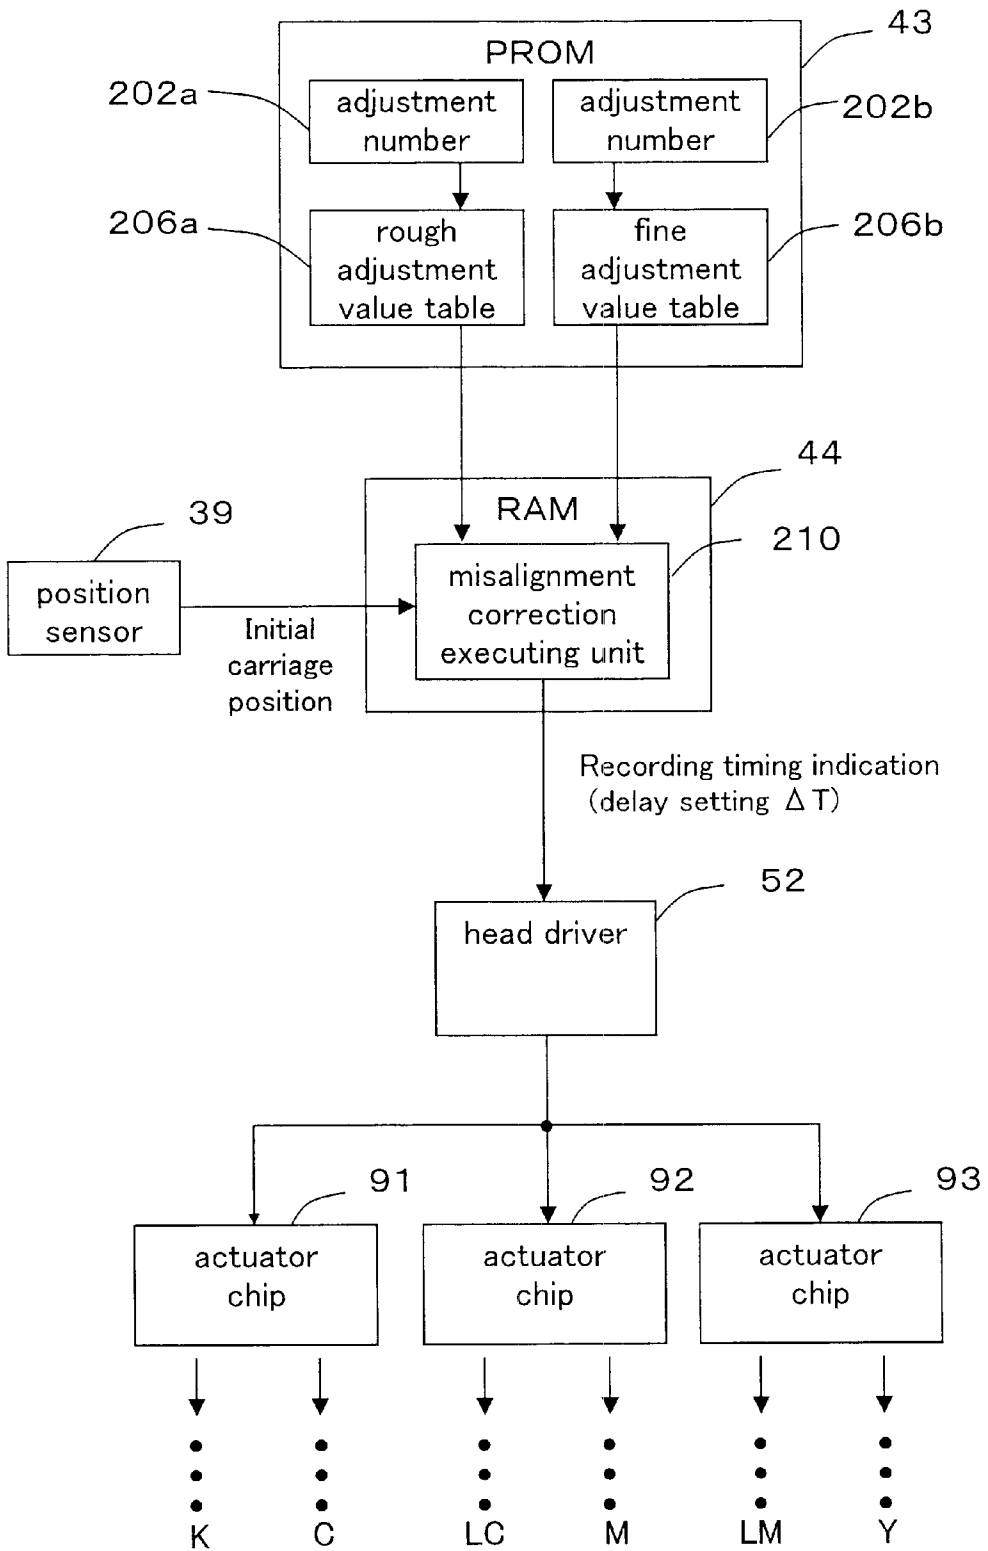 43
PROM
202a
adjustment
number
adjustment
number
202b
206a
rough
adjustment
value table
fine
adjustment
value table
206b
44
RAM
39
210
position
sensor
misalignment
correction
executing unit
Initial
carriage
position
Recording timing indication
(delay setting ΔT)
52
head driver
91
92
93
actuator
chip
actuator
chip
actuator
chip
K C LC M LM Y